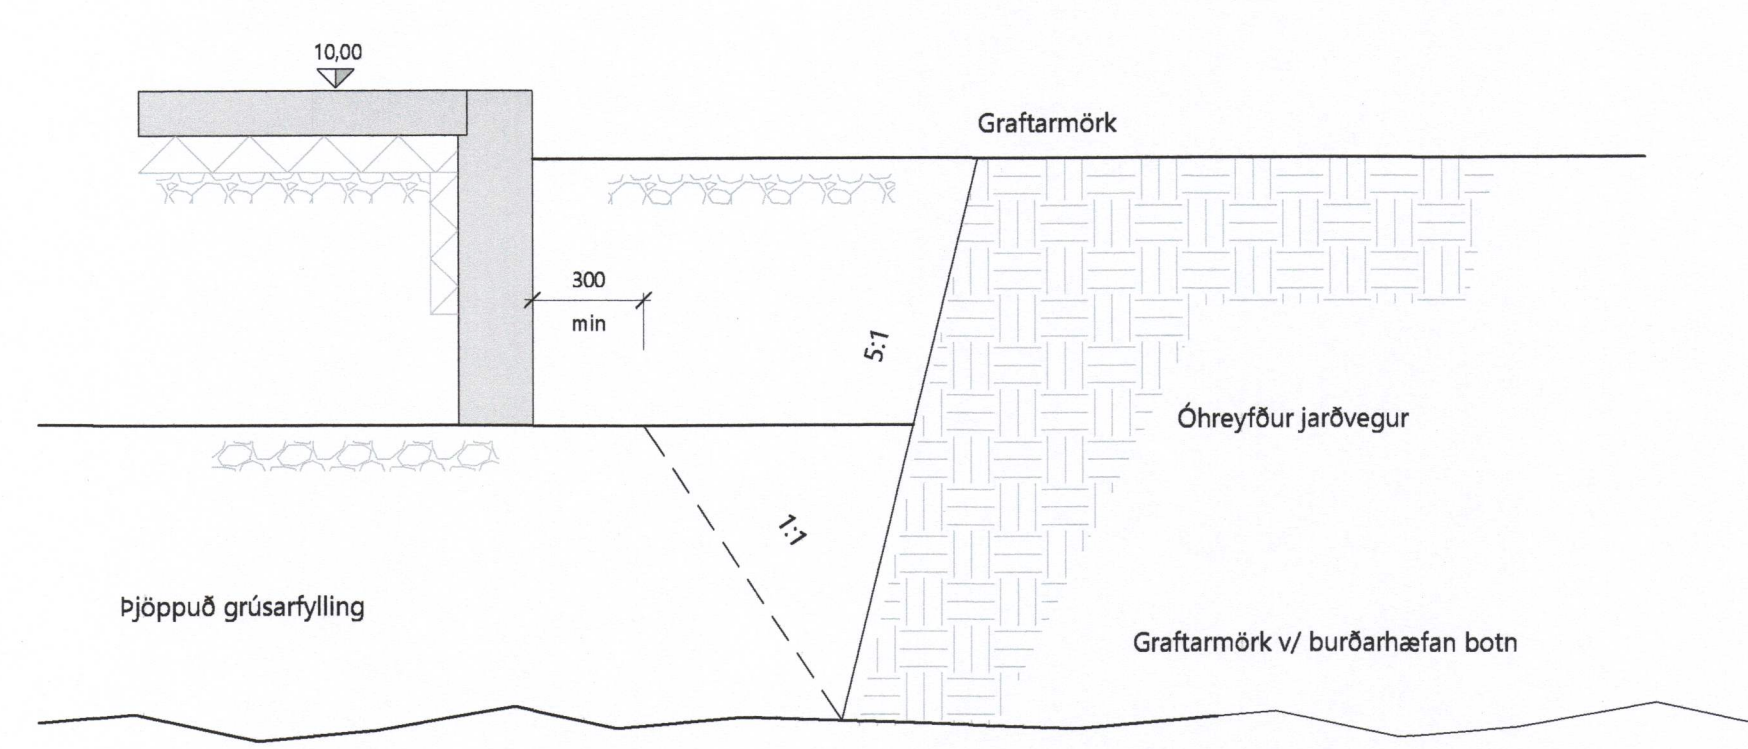 10,00
Graftarmörk
300
min
5:1
Óhreyfður jarðvegur
1:1
Þjöppuð grúsarfylling
Graftarmörk v/ burðarhæfan botn